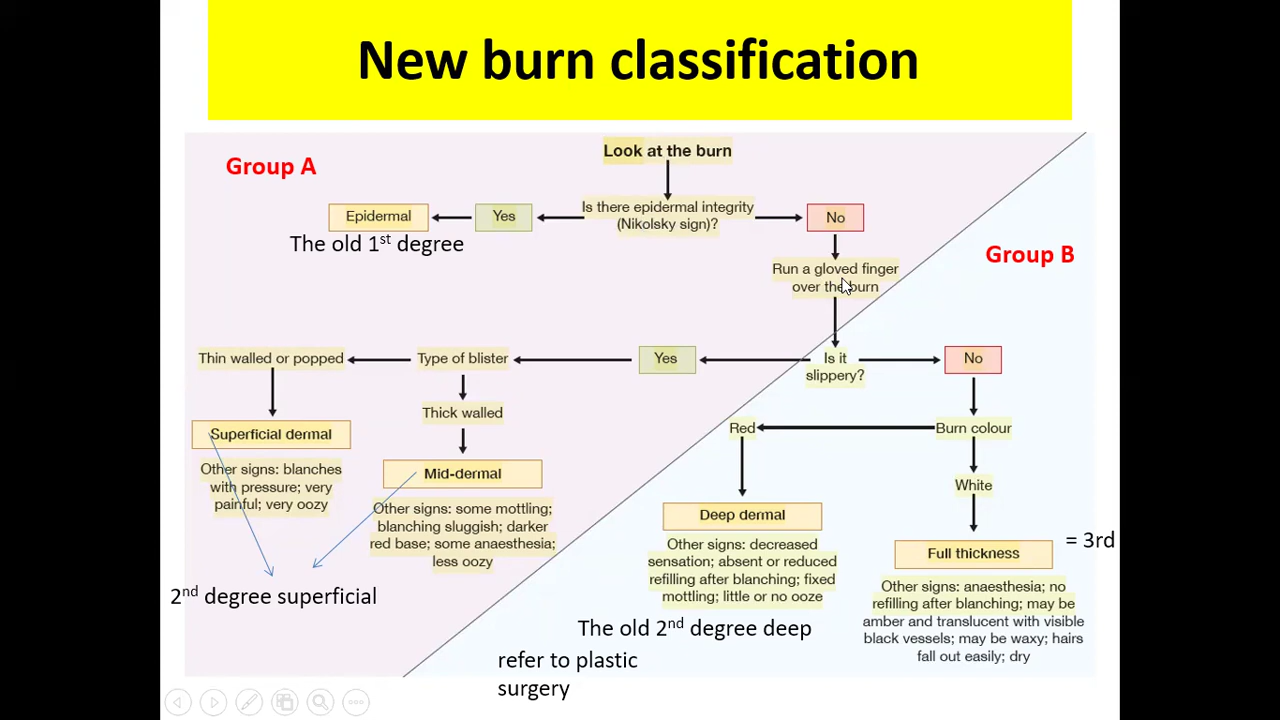 New burn classification
Group A
Look at the burn
Is there epidermal integrity
(Nikolsky sign)?
Yes
Epidermal
The old 1st degree
No
Group B
Run a gloved finger
over the burn
Is it
slippery?
Yes
Type of blister
Thin walled or popped
Thick walled
No
Superficial dermal
Other signs: blanches
with pressure; very
painful; very oozy
Mid-dermal
Other signs: some mottling;
blanching sluggish; darker
red base; some anaesthesia;
less oozy
2nd degree superficial
Burn colour
Red
White
Deep dermal
Other signs: decreased
sensation; absent or reduced
refilling after blanching; fixed
mottling; little or no ooze
The old 2nd degree deep
refer to plastic
surgery
Full thickness
= 3rd
Other signs: anaesthesia; no
refilling after blanching; may be
amber and translucent with visible
black vessels; may be waxy; hairs
fall out easily; dry